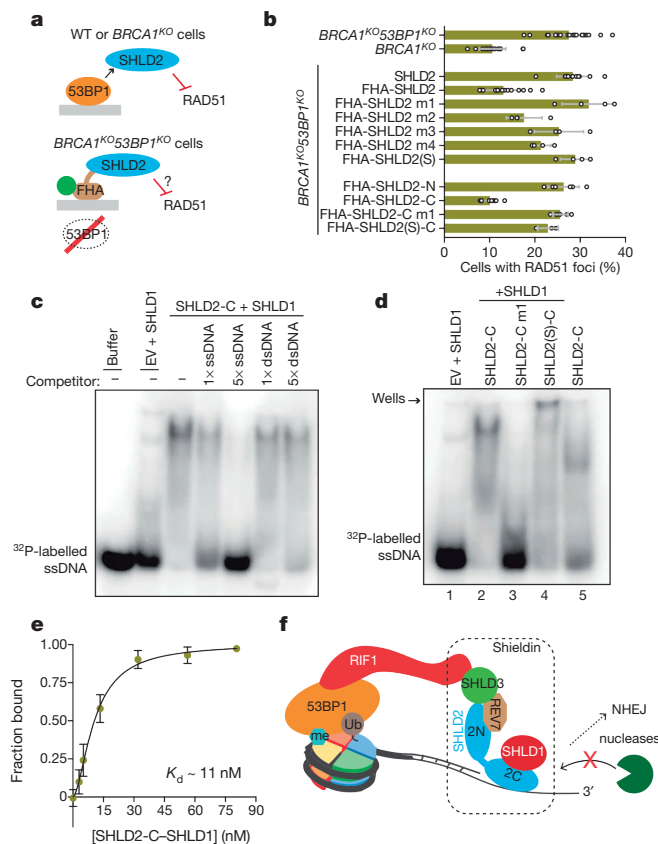 a
WT or BRCA1KO cells
SHLD2
53BP1
RAD51
BRCA1KO53BP1KO cells
SHLD2
?
FHA
RAD51
53BP1
b
BRCA1KO53BP1KO
BRCA1KO
BRCA1KO53BP1KO
SHLD2
FHA-SHLD2
FHA-SHLD2 m1
FHA-SHLD2 m2
FHA-SHLD2 m3
FHA-SHLD2 m4
FHA-SHLD2(S)
FHA-SHLD2-N
FHA-SHLD2-C
FHA-SHLD2-C m1
FHA-SHLD2(S)-C
0 10 20 30 40
Cells with RAD51 foci (%)
c
SHLD2-C + SHLD1
Buffer
EV + SHLD1
Competitor: – – – 1× ssDNA 5× ssDNA 1× dsDNA 5× dsDNA
32P-labelled
ssDNA
d
+SHLD1
EV + SHLD1
SHLD2-C
SHLD2-C m1
SHLD2(S)-C
SHLD2-C
Wells
32P-labelled
ssDNA
1 2 3 4 5
e
Fraction bound
1.00
0.75
0.50
0.25
0
Kd ~ 11 nM
15 30 45 60 75 90
[SHLD2-C–SHLD1] (nM)
f
Shieldin
RIF1
SHLD3
53BP1
REV7
SHLD2
2N
Ub
me
SHLD1
2C
NHEJ
nucleases
X
3′